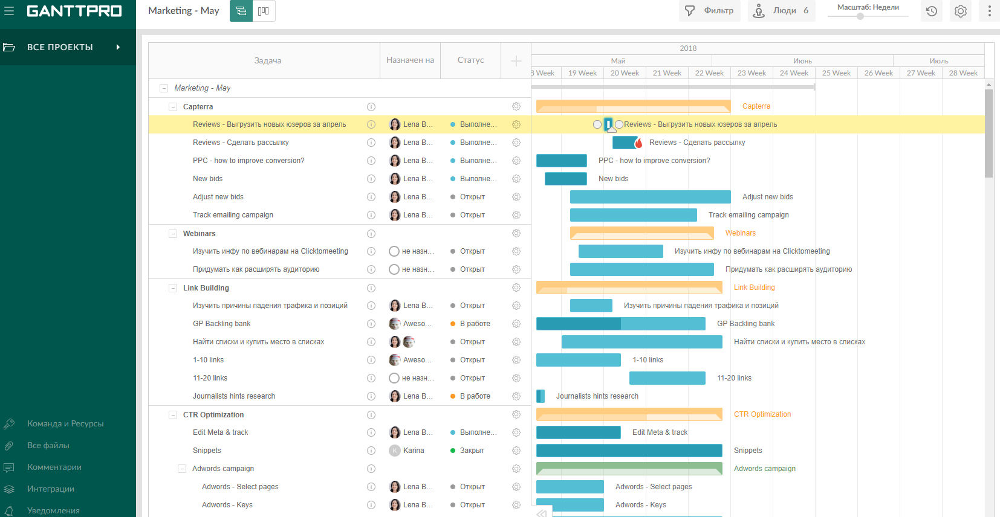 GANTTPRO
Marketing - May
Фильтр
Люди 6
Масштаб: Недели
ВСЕ ПРОЕКТЫ
Задача
Назначен на
Статус
2018
Май Июнь Июль
8 Week 19 Week 20 Week 21 Week 22 Week 23 Week 24 Week 25 Week 26 Week 27 Week 28 Week
Marketing - May
Capterra Capterra
Reviews - Выгрузить новых юзеров за апрель Lena B... Выполне... Reviews - Выгрузить новых юзеров за апрель
Reviews - Сделать рассылку Lena B... Выполне... Reviews - Сделать рассылку
PPC - how to improve conversion? Lena B... Выполне... PPC - how to improve conversion?
New bids Lena B... Выполне... New bids
Adjust new bids Lena B... Открыт Adjust new bids
Track emailing campaign Lena B... Открыт Track emailing campaign
Webinars Webinars
Изучить инфу по вебинарам на Clicktomeeting не назн... Открыт Изучить инфу по вебинарам на Clicktomeeting
Придумать как расширять аудиторию не назн... Открыт Придумать как расширять аудиторию
Link Building Link Building
Изучить причины падения трафика и позиций Lena B... Открыт Изучить причины падения трафика и позиций
GP Backling bank Aweso... В работе GP Backling bank
Найти списки и купить место в списках Открыт Найти списки и купить место в списках
1-10 links Aweso... Открыт 1-10 links
11-20 links не назн... Открыт 11-20 links
Journalists hints research Lena B... В работе Journalists hints research
CTR Optimization CTR Optimization
Edit Meta & track Lena B... Выполне... Edit Meta & track
Snippets K Karina Закрыт Snippets
Adwords campaign Adwords campaign
Adwords - Select pages Lena B... Открыт Adwords - Select pages
Adwords - Keys Lena B... Открыт Adwords - Keys
Команда и Ресурсы
Все файлы
Комментарии
Интеграции
Уведомления